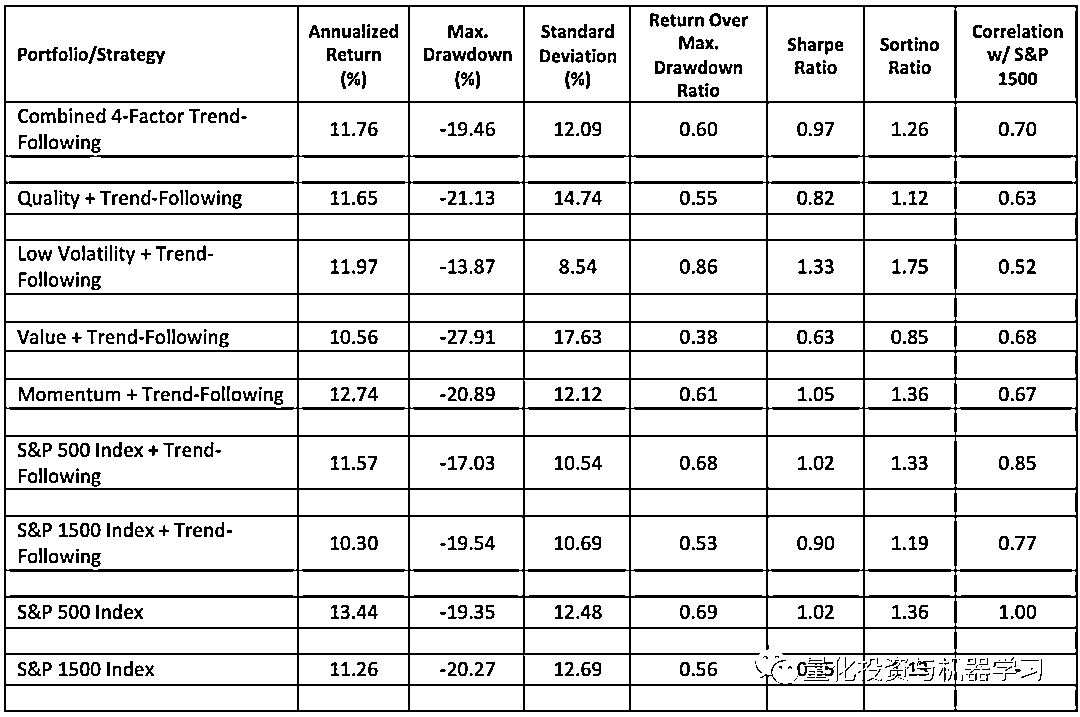 Portfolio/Strategy Annualized Return (%) Max. Drawdown (%) Standard Deviation (%) Return Over Max. Drawdown Ratio Sharpe Ratio Sortino Ratio Correlation w/ S&P 1500
Combined 4-Factor Trend-Following 11.76 -19.46 12.09 0.60 0.97 1.26 0.70
Quality + Trend-Following 11.65 -21.13 14.74 0.55 0.82 1.12 0.63
Low Volatility + Trend-Following 11.97 -13.87 8.54 0.86 1.33 1.75 0.52
Value + Trend-Following 10.56 -27.91 17.63 0.38 0.63 0.85 0.68
Momentum + Trend-Following 12.74 -20.89 12.12 0.61 1.05 1.36 0.67
S&P 500 Index + Trend-Following 11.57 -17.03 10.54 0.68 1.02 1.33 0.85
S&P 1500 Index + Trend-Following 10.30 -19.54 10.69 0.53 0.90 1.19 0.77
S&P 500 Index 13.44 -19.35 12.48 0.69 1.02 1.36 1.00
S&P 1500 Index 11.26 -20.27 12.69 0.56
量化投资与机器学习